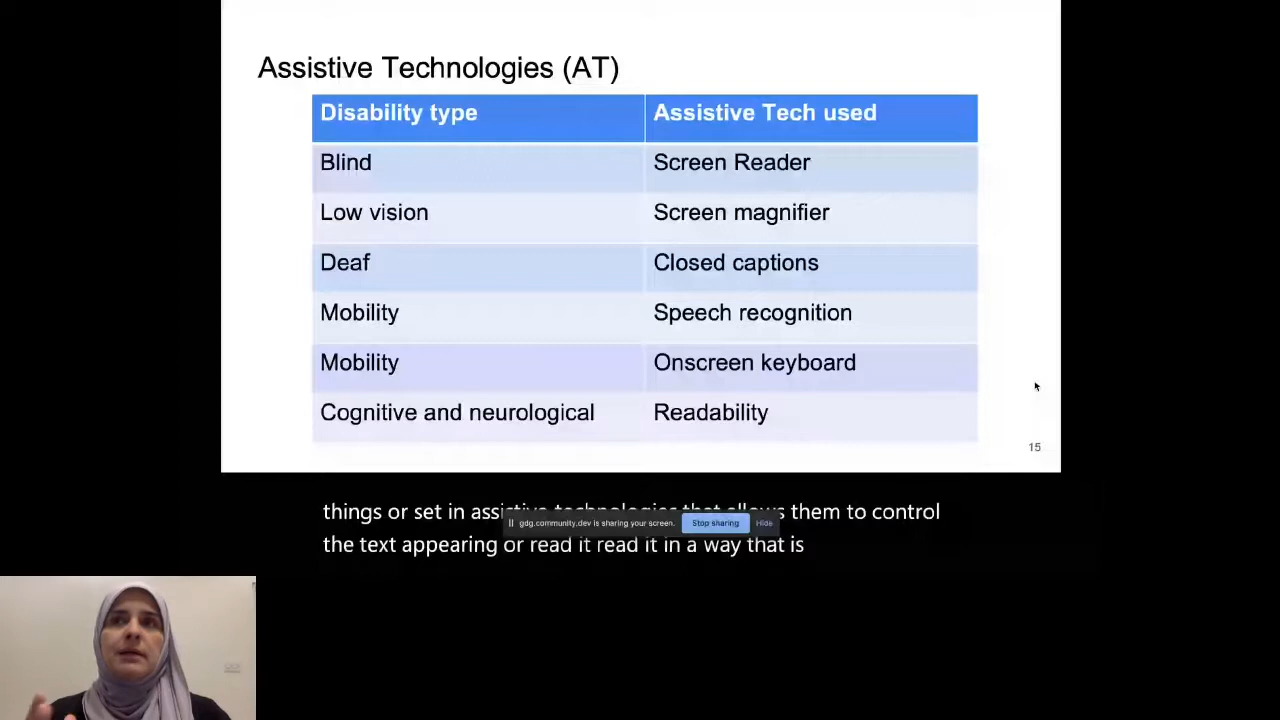 Assistive Technologies (AT)
Disability type Assistive Tech used
Blind Screen Reader
Low vision Screen magnifier
Deaf Closed captions
Mobility Speech recognition
Mobility Onscreen keyboard
Cognitive and neurological Readability
15
things or set in assistive technologies that allows them to control
gdg.community.dev is sharing your screen. Stop sharing Hide
the text appearing or read it read it in a way that is